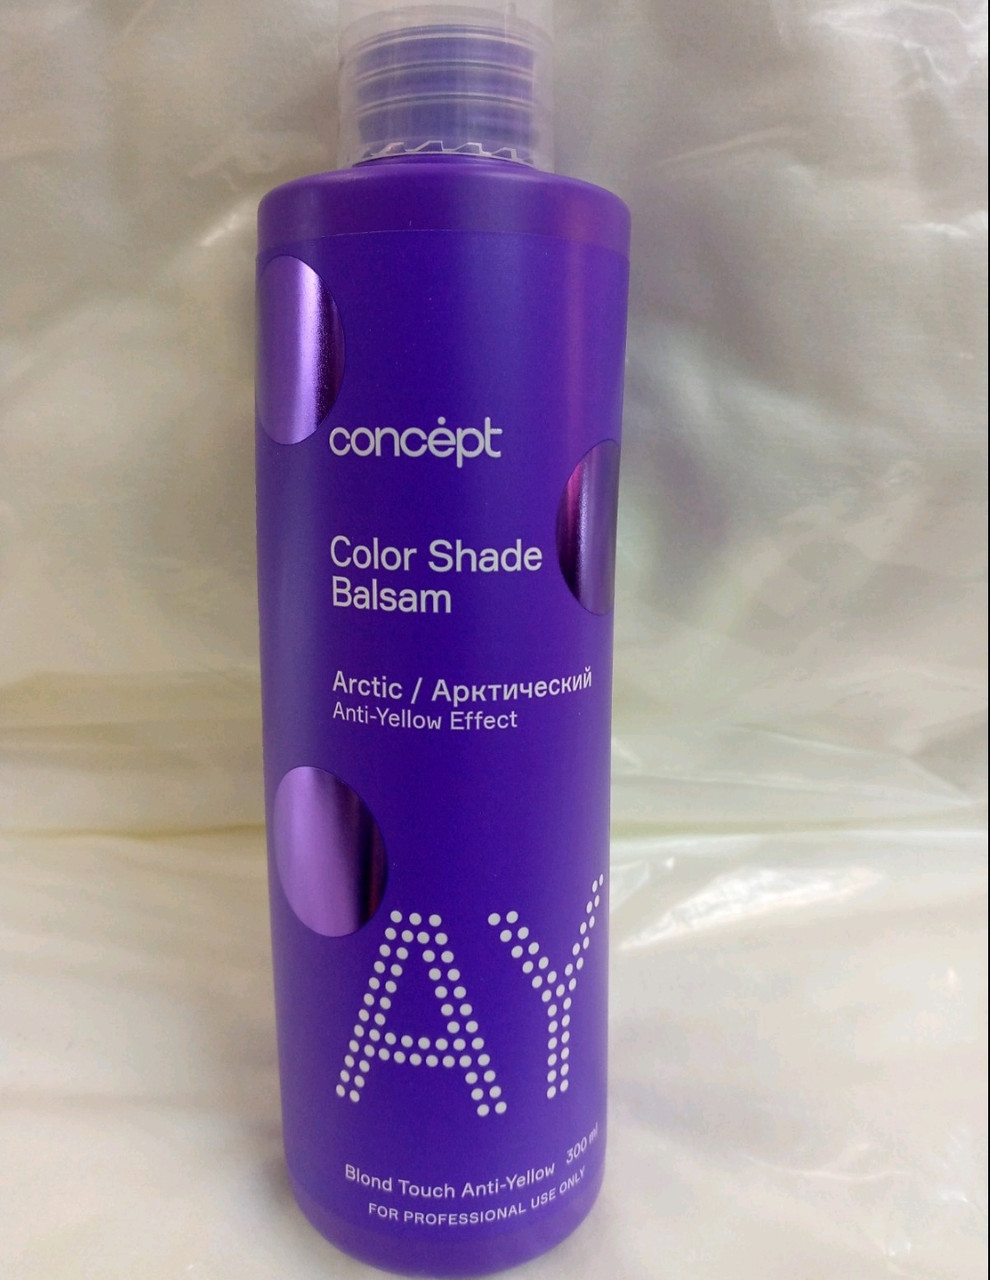 concept
Color Shade
Balsam
Arctic / Арктический
Anti-Yellow Effect
AY
Blond Touch Anti-Yellow 300 ml
FOR PROFESSIONAL USE ONLY